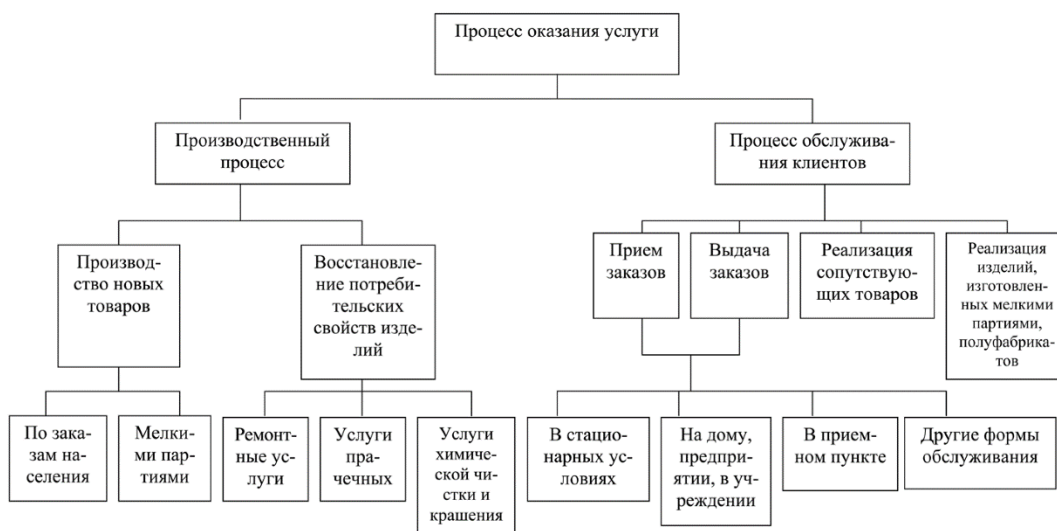 Процесс оказания услуги
Производственный
процесс
Процесс обслужива-
ния клиентов
Производ-
ство новых
товаров
Восстановле-
ние потреби-
тельских
свойств изде-
лий
Прием
заказов
Выдача
заказов
Реализация
сопутствую-
щих товаров
Реализация
изделий,
изготовлен-
ных мелкими
партиями,
полуфабрика-
тов
По зака-
зам на-
селения
Мелки-
ми пар-
тиями
Ремонт-
ные ус-
луги
Услуги
пра-
чечных
Услуги
химиче-
ской чи-
стки и
крашения
В стацио-
нарных ус-
ловиях
На дому,
предпри-
ятии, в уч-
реждении
В прием-
ном пункте
Другие формы
обслуживания